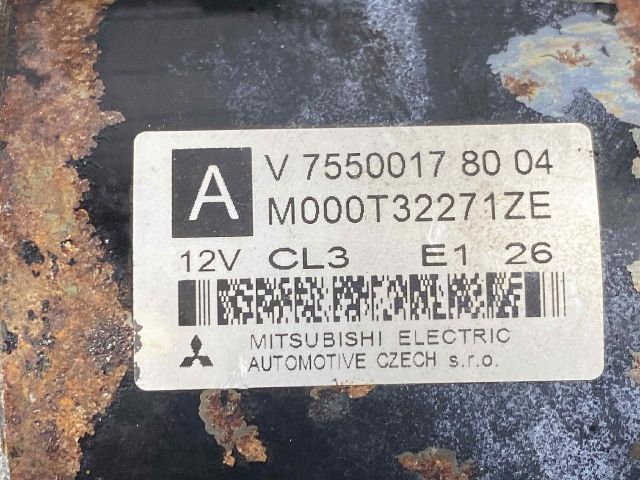 A
V 7550017 80 04
M000T32271ZE
12V CL3 E1 26
MITSUBISHI ELECTRIC
AUTOMOTIVE CZECH s.r.o.